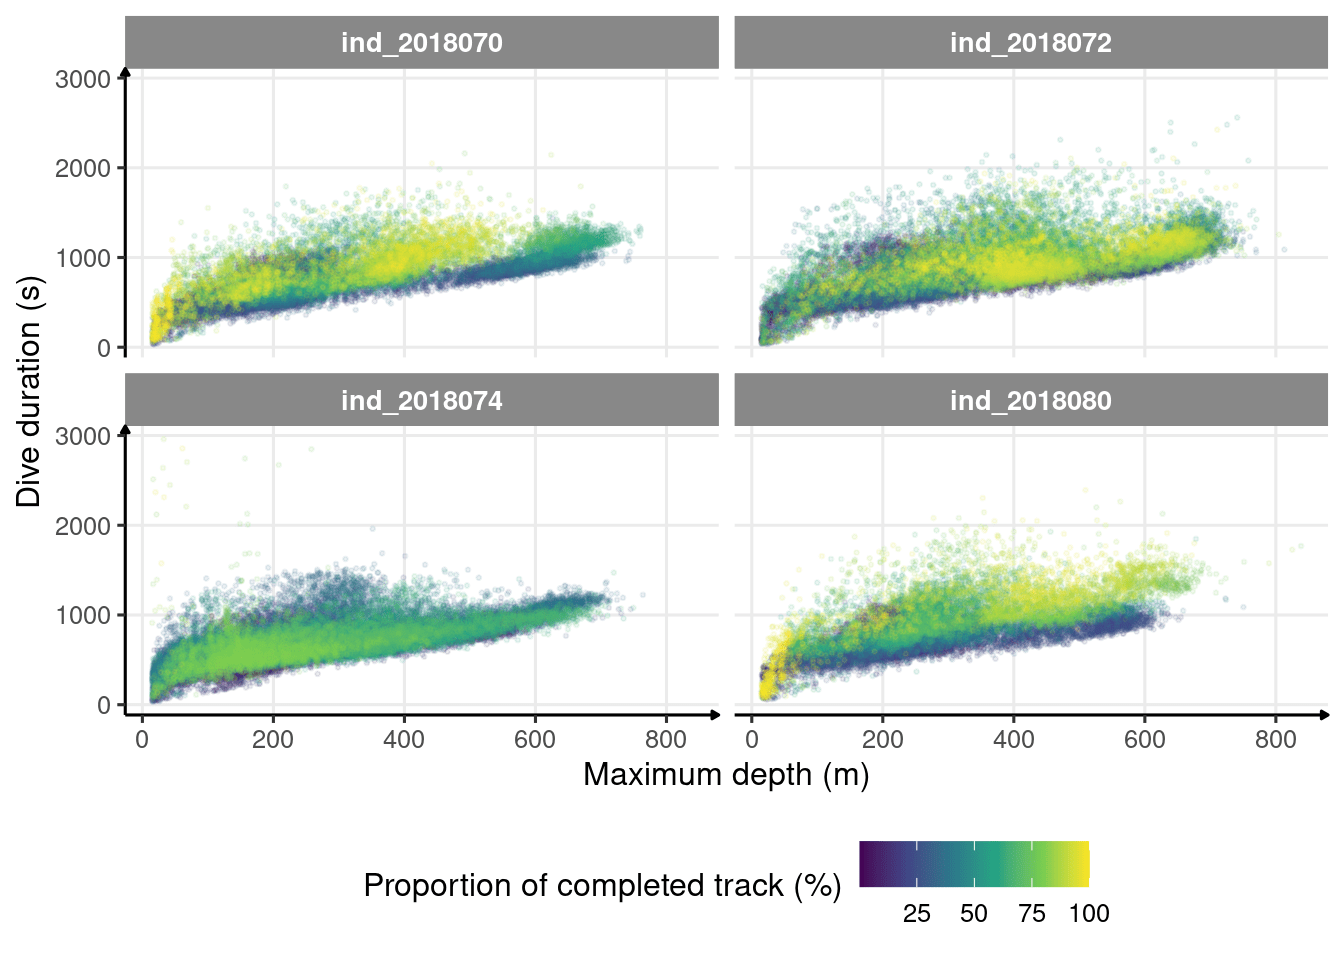 ind_2018070
ind_2018072
3000
2000
1000
0
ind_2018074
ind_2018080
3000
2000
1000
0
Dive duration (s)
0 200 400 600 800
0 200 400 600 800
Maximum depth (m)
Proportion of completed track (%)
25 50 75 100